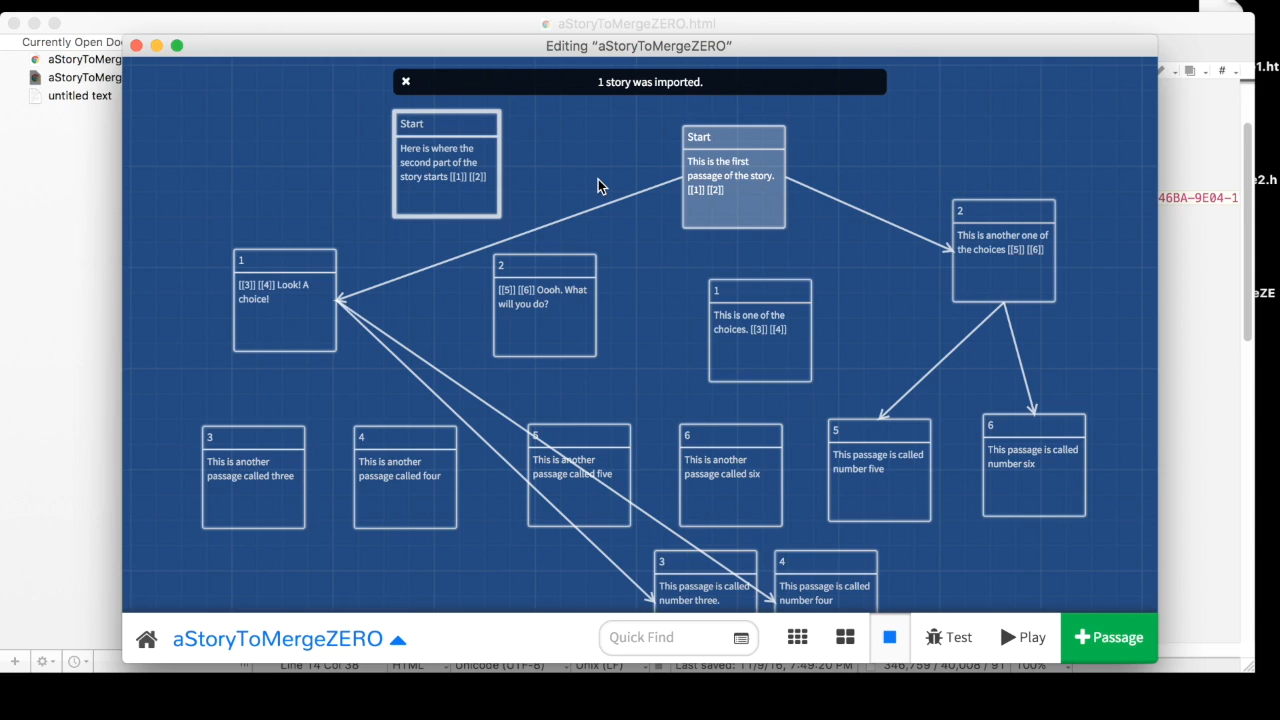 aStoryToMergeZERO.html
Currently Open Do
aStoryToMerg
aStoryToMerg
untitled text
Editing “aStoryToMergeZERO”
#
1.ht
e2.h
46BA-9E04-1
eZE
1 story was imported.
Start
Here is where the
second part of the
story starts [[1]] [[2]]
Start
This is the first
passage of the story.
[[1]] [[2]]
2
This is another one of
the choices [[5]] [[6]]
1
[[3]] [[4]] Look! A
choice!
2
[[5]] [[6]] Oooh. What
will you do?
1
This is one of the
choices. [[3]] [[4]]
3
This is another
passage called three
4
This is another
passage called four
5
This is another
passage called five
6
This is another
passage called six
5
This passage is called
number five
6
This passage is called
number six
3
This passage is called
number three.
4
This passage is called
number four
aStoryToMergeZERO
Quick Find
Test
Play
+Passage
Line 14 Col 38
HTML
Unicode (UTF-8)
Unix (LF)
Last saved: 11/9/16, 7:49:20 PM
346,759 / 40,008 / 91
100%